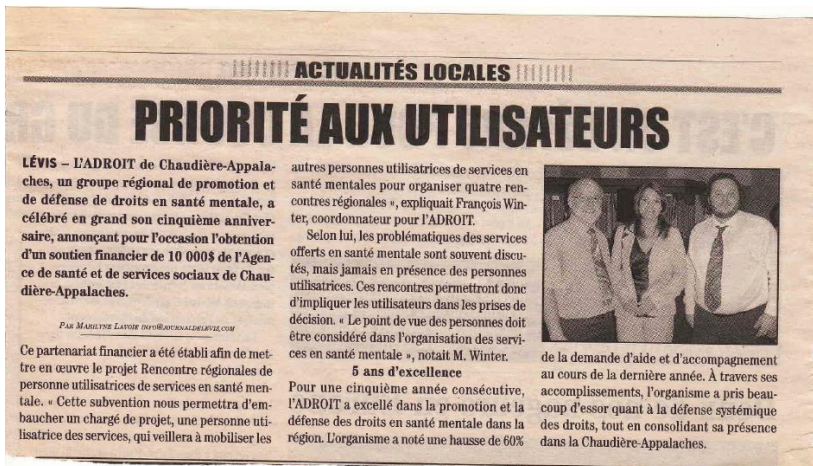 ACTUALITÉS LOCALES
PRIORITÉ AUX UTILISATEURS
LÉVIS – L'ADROIT de Chaudière-Appala-
ches, un groupe régional de promotion et
de défense de droits en santé mentale, a
célébré en grand son cinquième anniver-
saire, annonçant pour l'occasion l'obtention
d'un soutien financier de 10 000$ de l'Agen-
ce de santé et de services sociaux de Chau-
dière-Appalaches.
PAR MARILYNE LAVOIE INFO@JOURNALDELEVIS.COM
Ce partenariat financier a été établi afin de met-
tre en œuvre le projet Rencontre régionales de
personne utilisatrices de services en santé men-
tale. « Cette subvention nous permettra d'em-
baucher un chargé de projet, une personne uti-
lisatrice des services, qui veillera à mobiliser les
autres personnes utilisatrices de services en
santé mentales pour organiser quatre ren-
contres régionales », expliquait François Win-
ter, coordonnateur pour l'ADROIT.
Selon lui, les problématiques des services
offerts en santé mentale sont souvent discu-
tés, mais jamais en présence des personnes
utilisatrices. Ces rencontres permettront donc
d'impliquer les utilisateurs dans les prises de
décision. « Le point de vue des personnes doit
être considéré dans l'organisation des servi-
ces en santé mentale », notait M. Winter.
5 ans d'excellence
Pour une cinquième année consécutive,
l'ADROIT a excellé dans la promotion et la
défense des droits en santé mentale dans la
région. L'organisme a noté une hausse de 60%
de la demande d'aide et d'accompagnement
au cours de la dernière année. À travers ses
accomplissements, l'organisme a pris beau-
coup d'essor quant à la défense systémique
des droits, tout en consolidant sa présence
dans la Chaudière-Appalaches.